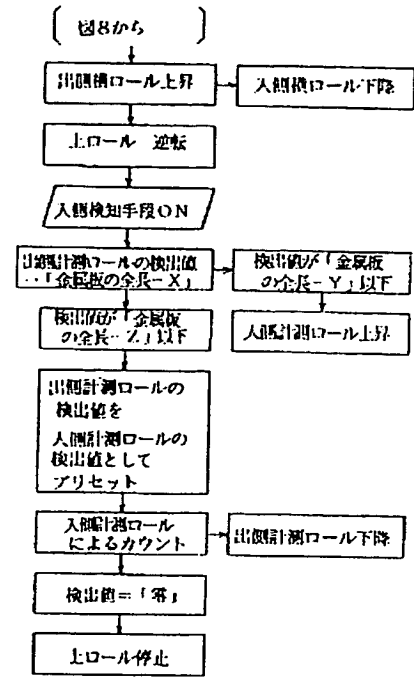 図8から
出側横ロール上昇
入側横ロール下降
上ロール 逆転
入側検知手段ON
出側計測ロールの検出値
‥「金属板の全長−X」
検出値が「金属板
の全長−Y」以下
検出値が「金属板
の全長−Z」以下
入側計測ロール上昇
出側計測ロールの
検出値を
入側計測ロールの
検出値として
プリセット
入側計測ロール
によるカウント
出側計測ロール下降
検出値=「零」
上ロール停止